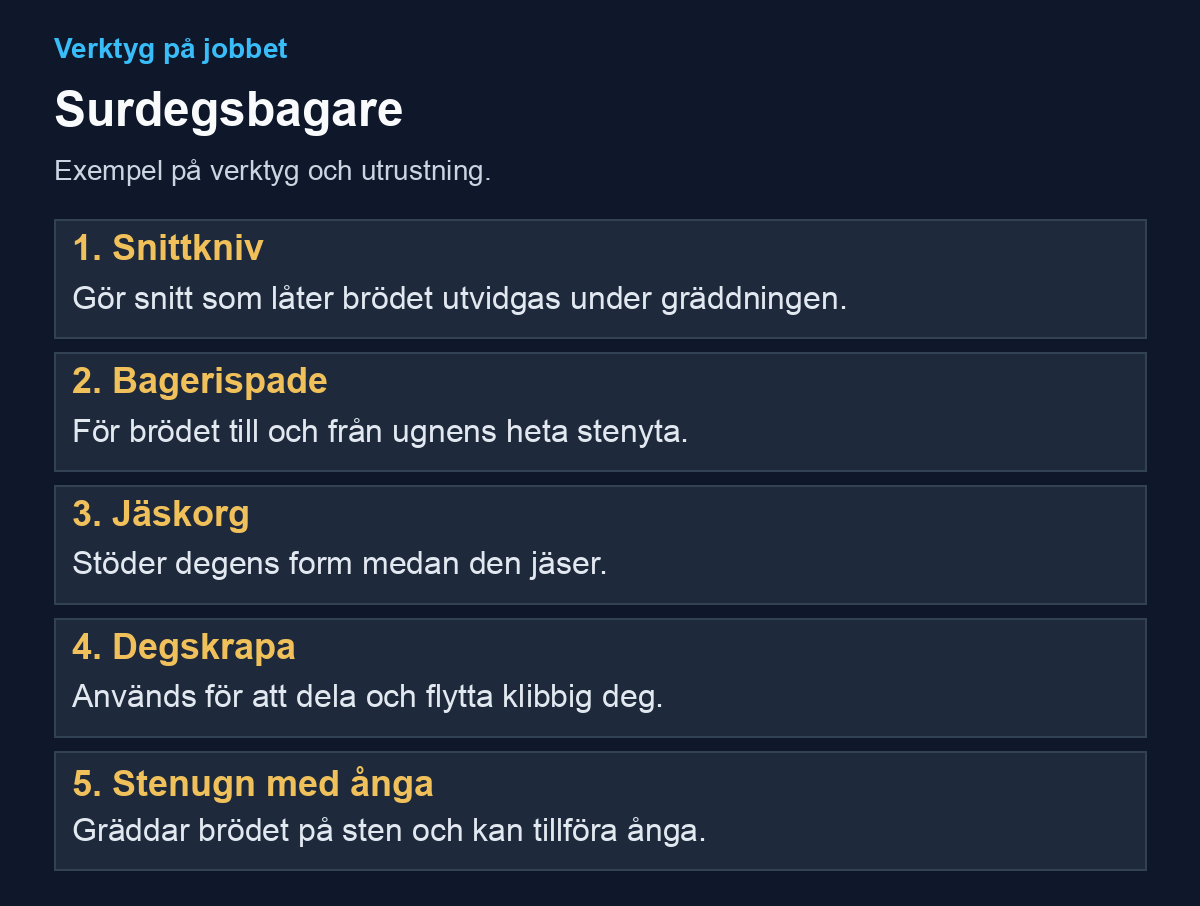 Verktyg på jobbet
Surdegsbagare
Exempel på verktyg och utrustning.
1. Snittkniv
Gör snitt som låter brödet utvidgas under gräddningen.
2. Bagerispade
För brödet till och från ugnens heta stenyta.
3. Jäskorg
Stöder degens form medan den jäser.
4. Degskrapa
Används för att dela och flytta klibbig deg.
5. Stenugn med ånga
Gräddar brödet på sten och kan tillföra ånga.